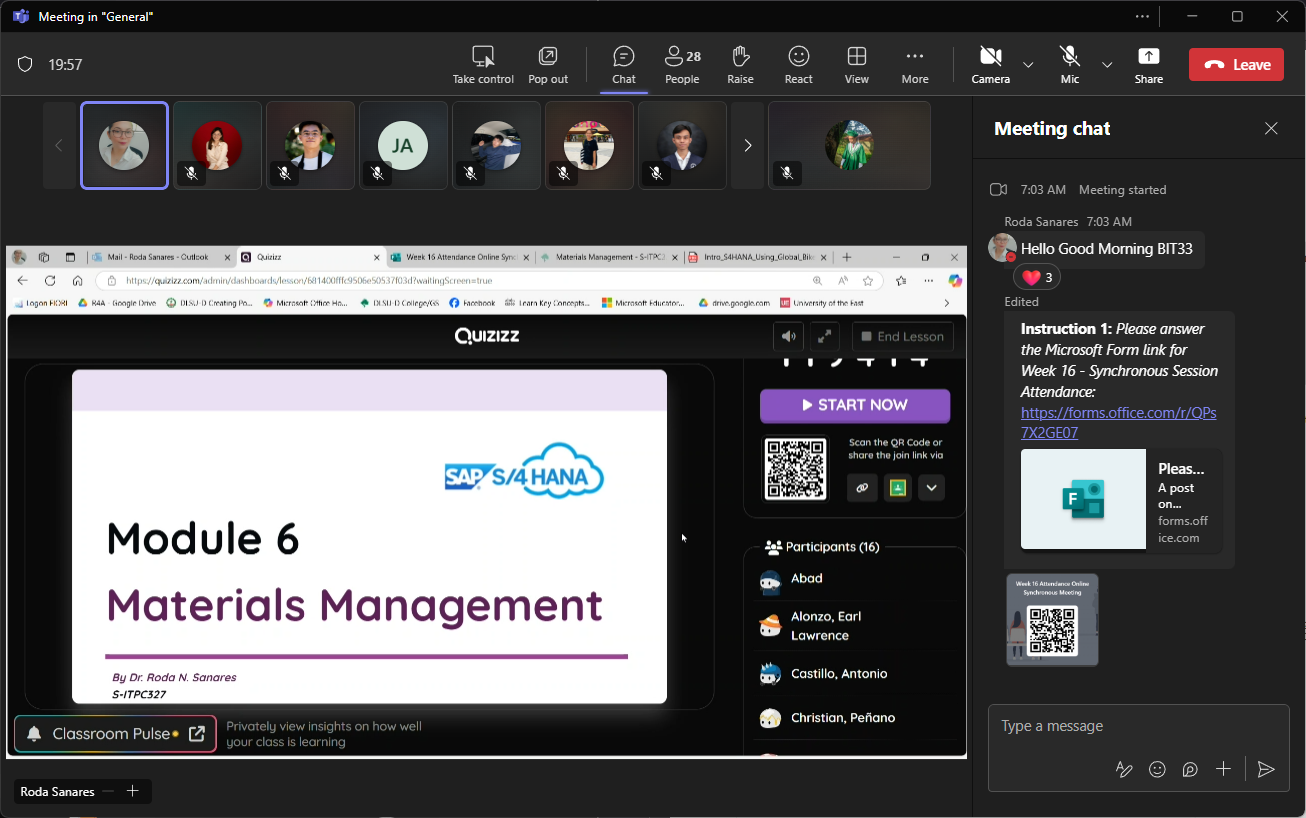 Meeting in "General"
19:57
Take control
Pop out
Chat
28
People
Raise
React
View
More
Camera
Mic
Share
Leave
JA
Mail - Roda Sanares - Outlook
Quizizz
Week 16 Attendance Online Sync
Materials Management - S-ITPC3
Intro_S4HANA_Using_Global_Bike
https://quizizz.com/admin/dashboards/lesson/681400fffc9506e50537f03d?waitingScreen=true
Logon FIORI
R4A - Google Drive
DLSU-D Creating Po...
Microsoft Office Ho...
DLSU-D College/GS
Facebook
Learn Key Concepts...
Microsoft Educator...
drive.google.com
University of the East
QUIZIZZ
End Lesson
SAP S/4 HANA
Module 6
Materials Management
By Dr. Roda N. Sanares
S-ITPC327
START NOW
Scan the QR Code or
share the join link via
Participants (16)
Abad
Alonzo, Earl
Lawrence
Castillo, Antonio
Christian, Peñano
Classroom Pulse
Privately view insights on how well
your class is learning
Roda Sanares
Meeting chat
7:03 AM Meeting started
Roda Sanares 7:03 AM
Hello Good Morning BIT33
3
Edited
Instruction 1: Please answer
the Microsoft Form link for
Week 16 - Synchronous Session
Attendance:
https://forms.office.com/r/QPs
7X2GE07
F
Pleas...
A post
on...
forms.off
ice.com
Week 16 Attendance Online
Synchronous Meeting
Type a message